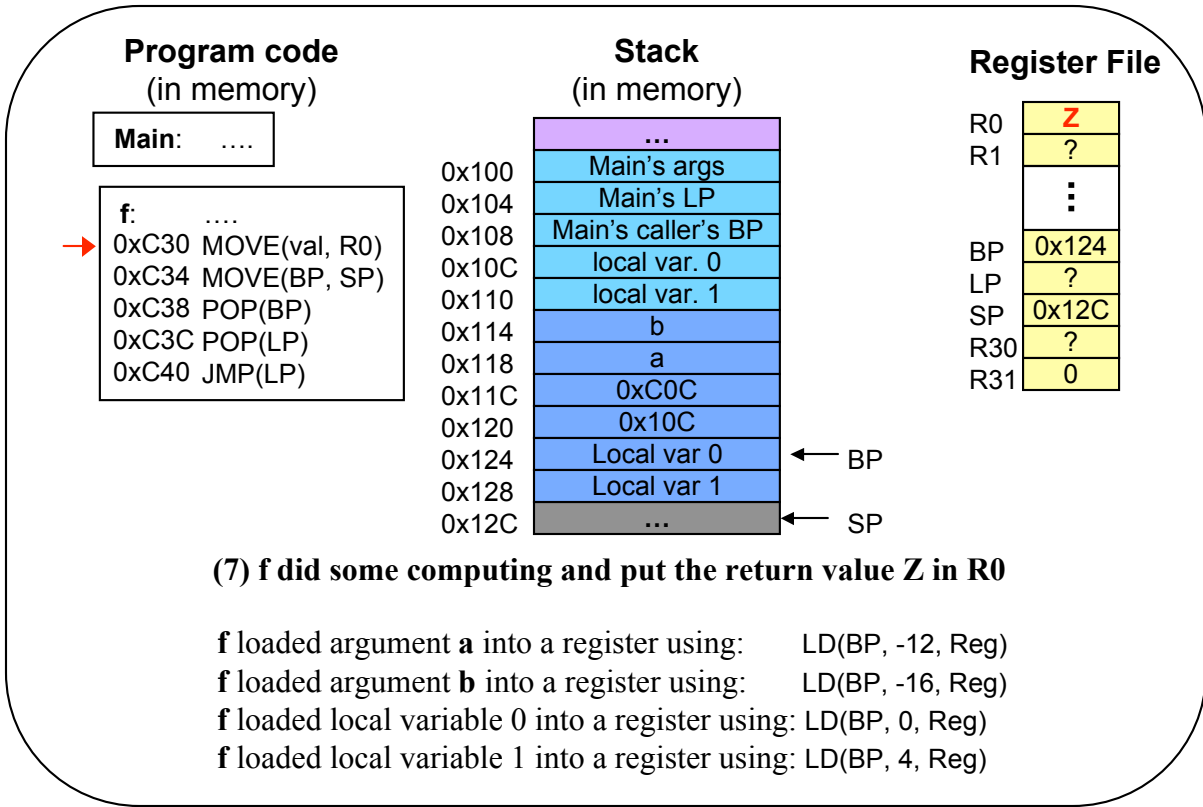 Program code
(in memory)
Main: ....
f: ....
0xC30 MOVE(val, R0)
0xC34 MOVE(BP, SP)
0xC38 POP(BP)
0xC3C POP(LP)
0xC40 JMP(LP)
Stack
(in memory)
...
0x100 Main's args
0x104 Main's LP
0x108 Main's caller's BP
0x10C local var. 0
0x110 local var. 1
0x114 b
0x118 a
0x11C 0xC0C
0x120 0x10C
0x124 Local var 0 BP
0x128 Local var 1
0x12C ... SP
Register File
R0 Z
R1 ?
⋮
BP 0x124
LP ?
SP 0x12C
R30 ?
R31 0
(7) f did some computing and put the return value Z in R0
f loaded argument a into a register using: LD(BP, -12, Reg)
f loaded argument b into a register using: LD(BP, -16, Reg)
f loaded local variable 0 into a register using: LD(BP, 0, Reg)
f loaded local variable 1 into a register using: LD(BP, 4, Reg)